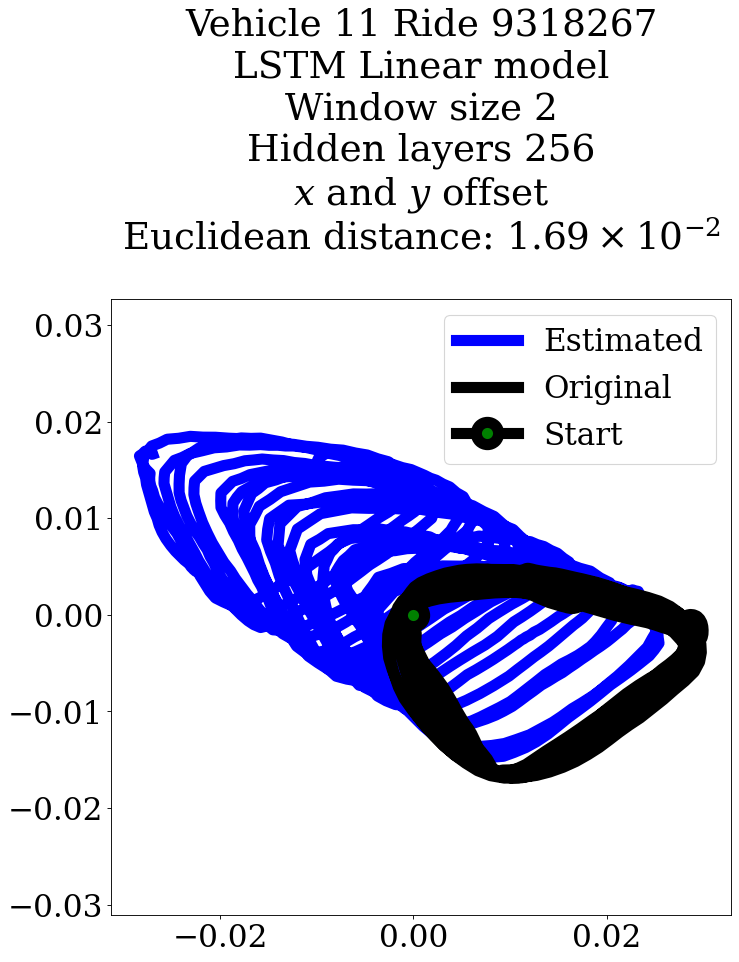 Vehicle 11 Ride 9318267
LSTM Linear model
Window size 2
Hidden layers 256
x and y offset
Euclidean distance: 1.69 × 10⁻²
Estimated
Original
Start
0.03
0.02
0.01
0.00
−0.01
−0.02
−0.03
−0.02 0.00 0.02